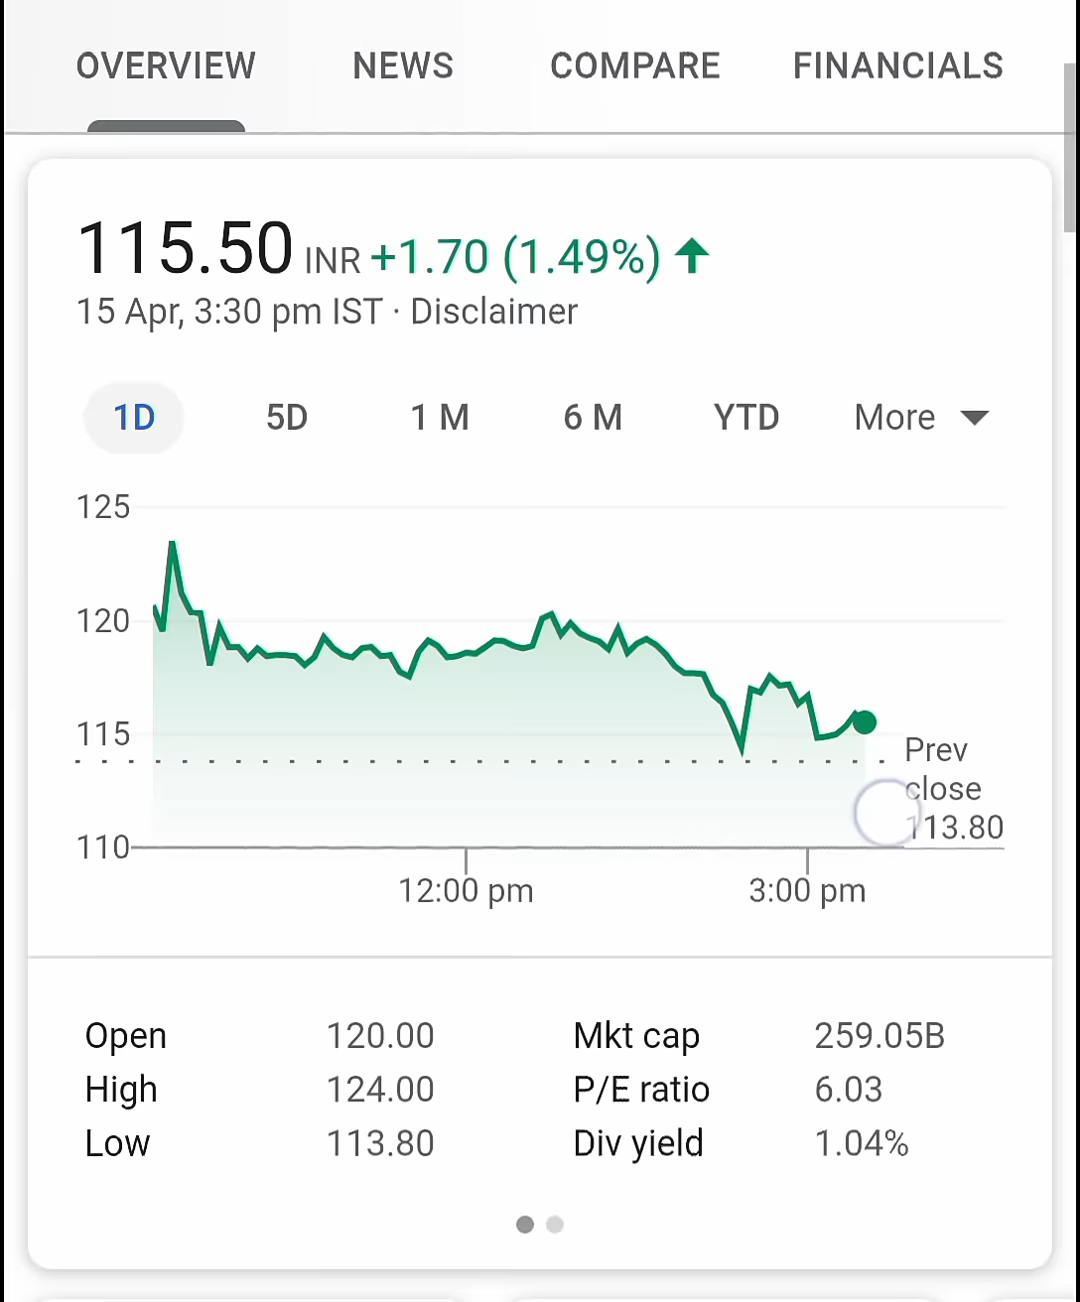 OVERVIEW NEWS COMPARE FINANCIALS
115.50 INR +1.70 (1.49%)
15 Apr, 3:30 pm IST · Disclaimer
1D 5D 1 M 6 M YTD More
125
120
115
110
Prev
close
113.80
12:00 pm 3:00 pm
Open 120.00 Mkt cap 259.05B
High 124.00 P/E ratio 6.03
Low 113.80 Div yield 1.04%